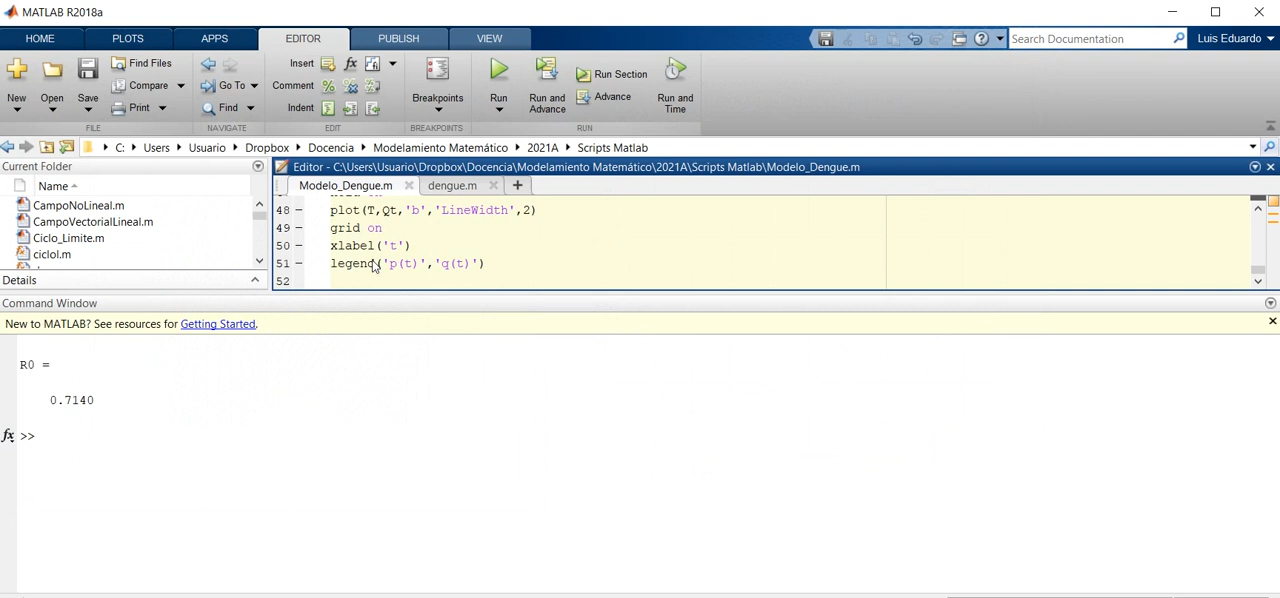 MATLAB R2018a
HOME PLOTS APPS EDITOR PUBLISH VIEW Search Documentation Luis Eduardo
New Open Save Find Files Compare Print
Go To Find
Insert fx
Comment %
Indent
Breakpoints
Run Run and Advance Run Section Advance Run and Time
FILE NAVIGATE EDIT BREAKPOINTS RUN
C: Users Usuario Dropbox Docencia Modelamiento Matemático 2021A Scripts Matlab
Current Folder
Name
CampoNoLineal.m
CampoVectorialLineal.m
Ciclo_Limite.m
ciclol.m
Details
Editor - C:\Users\Usuario\Dropbox\Docencia\Modelamiento Matemático\2021A\Scripts Matlab\Modelo_Dengue.m
Modelo_Dengue.m dengue.m
48 – plot(T,Qt,'b','LineWidth',2)
49 – grid on
50 – xlabel('t')
51 – legend('p(t)','q(t)')
52
Command Window
New to MATLAB? See resources for Getting Started.
R0 =
0.7140
fx >>